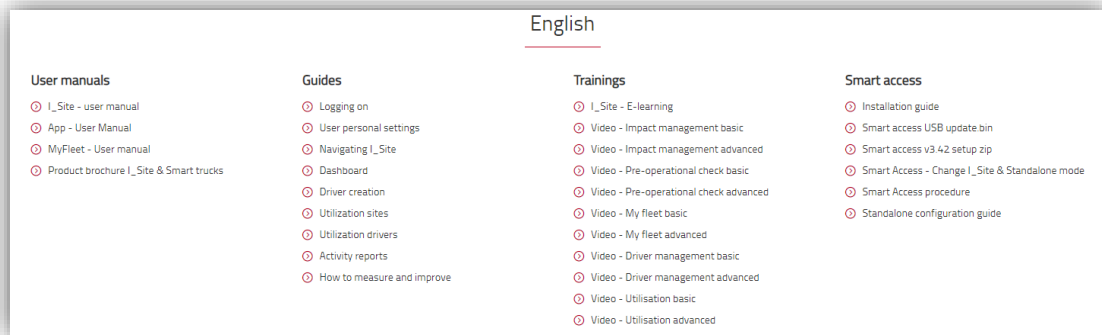 English
User manuals
I_Site - user manual
App - User Manual
MyFleet - User manual
Product brochure I_Site & Smart trucks
Guides
Logging on
User personal settings
Navigating I_Site
Dashboard
Driver creation
Utilization sites
Utilization drivers
Activity reports
How to measure and improve
Trainings
I_Site - E-learning
Video - Impact management basic
Video - Impact management advanced
Video - Pre-operational check basic
Video - Pre-operational check advanced
Video - My fleet basic
Video - My fleet advanced
Video - Driver management basic
Video - Driver management advanced
Video - Utilisation basic
Video - Utilisation advanced
Smart access
Installation guide
Smart access USB update.bin
Smart access v3.42 setup zip
Smart Access - Change I_Site & Standalone mode
Smart Access procedure
Standalone configuration guide